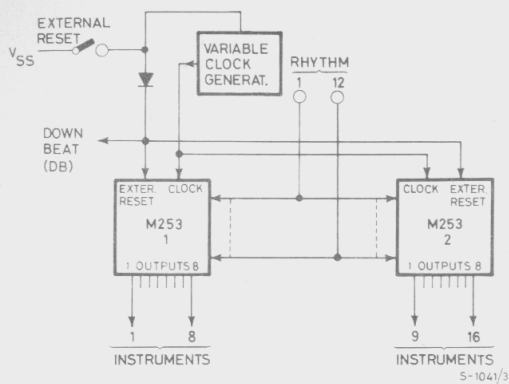 EXTERNAL
RESET
VSS
VARIABLE
CLOCK
GENERAT.
RHYTHM
1 12
DOWN
BEAT
(DB)
EXTER. CLOCK
RESET
M253
1
1 OUTPUTS 8
CLOCK EXTER.
RESET
M253
2
1 OUTPUTS 8
1 8
INSTRUMENTS
9 16
INSTRUMENTS
S-1041/3